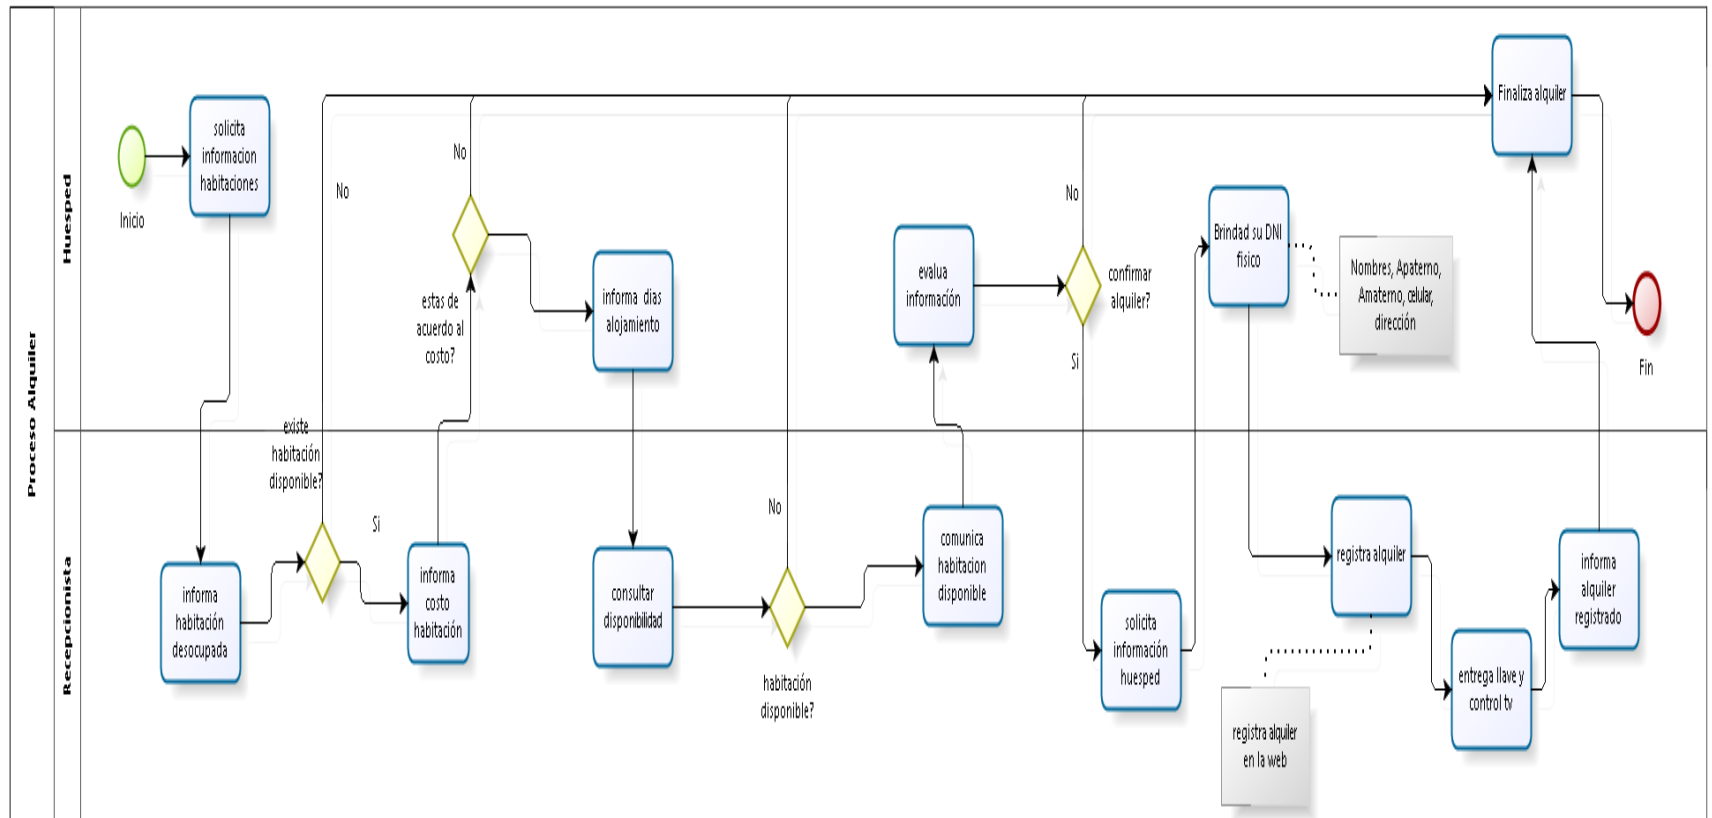 Proceso Alquiler
Huesped
Inicio
solicita
informacion
habitaciones
No
No
estas de
acuerdo al
costo?
informa dias
alojamiento
evalua
información
No
confirmar
alquiler?
Si
Brindad su DNI
fisico
Nombres, Apaterno,
Amaterno, celular,
dirección
Finaliza alquiler
Fin
Recepcionista
informa
habitación
desocupada
existe
habitación
disponible?
Si
informa
costo
habitación
consultar
disponibilidad
No
habitación
disponible?
comunica
habitacion
disponible
solicita
información
huesped
registra alquiler
registra alquiler
en la web
entrega llave y
control tv
informa
alquiler
registrado